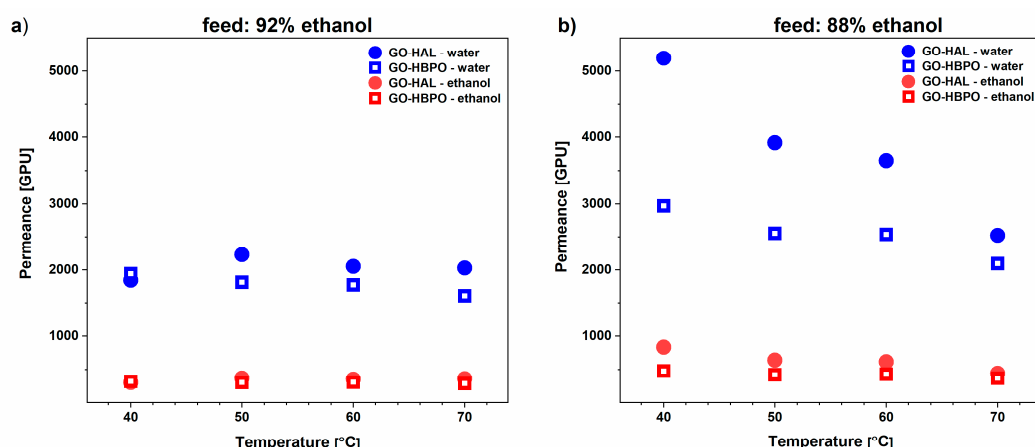 a)
feed: 92% ethanol
GO-HAL - water
GO-HBPO - water
GO-HAL - ethanol
GO-HBPO - ethanol
5000
4000
3000
2000
1000
Permeance [GPU]
40 50 60 70
Temperature [°C]
b)
feed: 88% ethanol
GO-HAL - water
GO-HBPO - water
GO-HAL - ethanol
GO-HBPO - ethanol
5000
4000
3000
2000
1000
Permeance [GPU]
40 50 60 70
Temperature [°C]